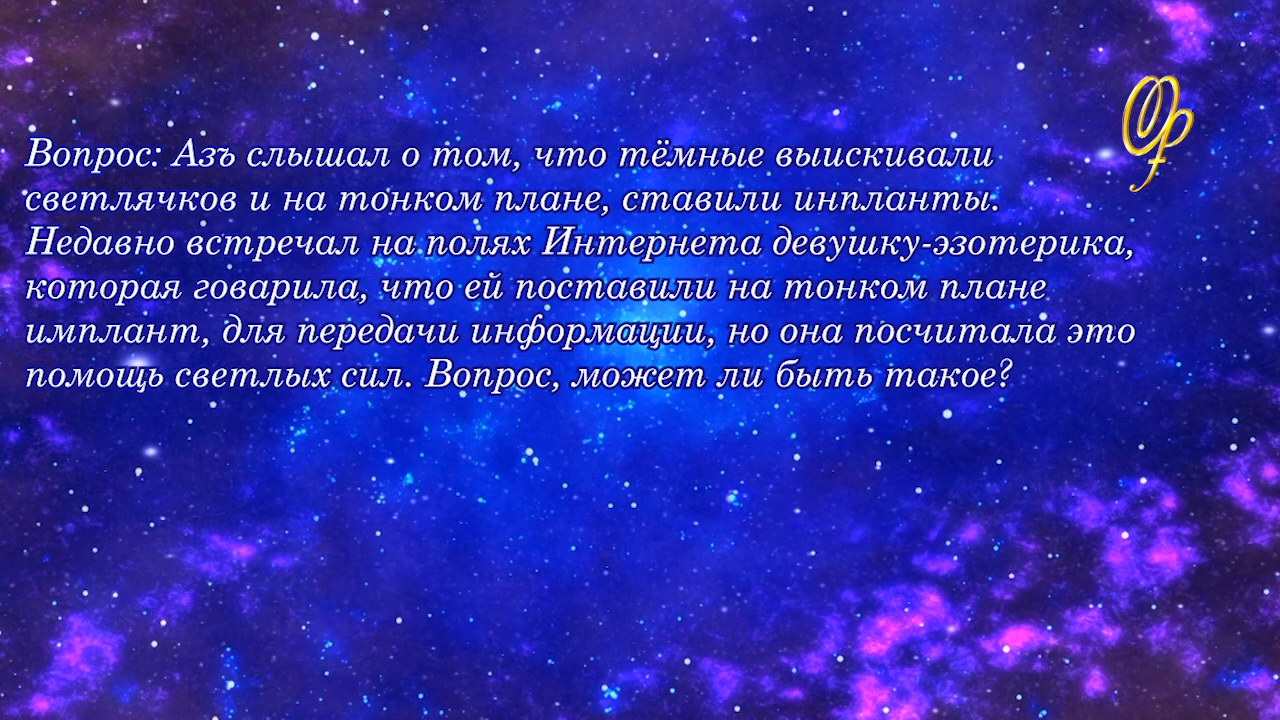 Вопрос: Азъ слышал о том, что тёмные выискивали
светлячков и на тонком плане, ставили инпланты.
Недавно встречал на полях Интернета девушку-эзотерика,
которая говорила, что ей поставили на тонком плане
имплант, для передачи информации, но она посчитала это
помощь светлых сил. Вопрос, может ли быть такое?